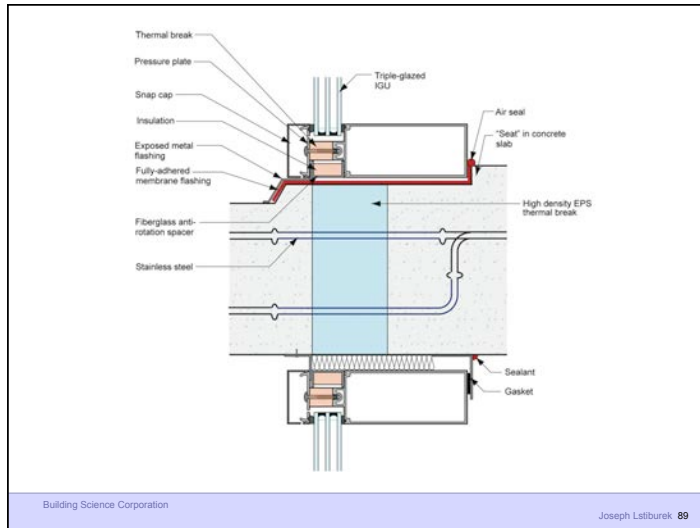 Thermal break
Pressure plate
Snap cap
Insulation
Exposed metal
flashing
Fully-adhered
membrane flashing
Fiberglass anti-
rotation spacer
Stainless steel
Triple-glazed
IGU
Air seal
"Seat" in concrete
slab
High density EPS
thermal break
Sealant
Gasket
Building Science Corporation
Joseph Lstiburek 89